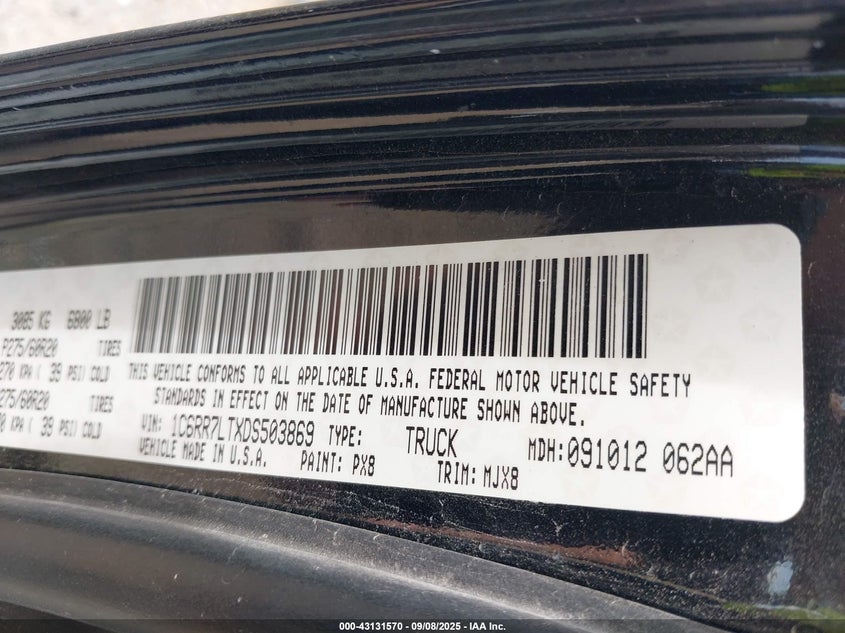 3085 KG 6800 LB
P275/60R20 TIRES
270 KPA ( 39 PSI) COLD
275/60R20 TIRES
KPA ( 39 PSI) COLD
THIS VEHICLE CONFORMS TO ALL APPLICABLE U.S.A. FEDERAL MOTOR VEHICLE SAFETY
STANDARDS IN EFFECT ON THE DATE OF MANUFACTURE SHOWN ABOVE.
VIN: 1C6RR7LTXDS503869 TYPE: TRUCK MDH:091012 062AA
VEHICLE MADE IN U.S.A. PAINT: PX8 TRIM: MJX8
000-43131570 - 09/08/2025 - IAA Inc.